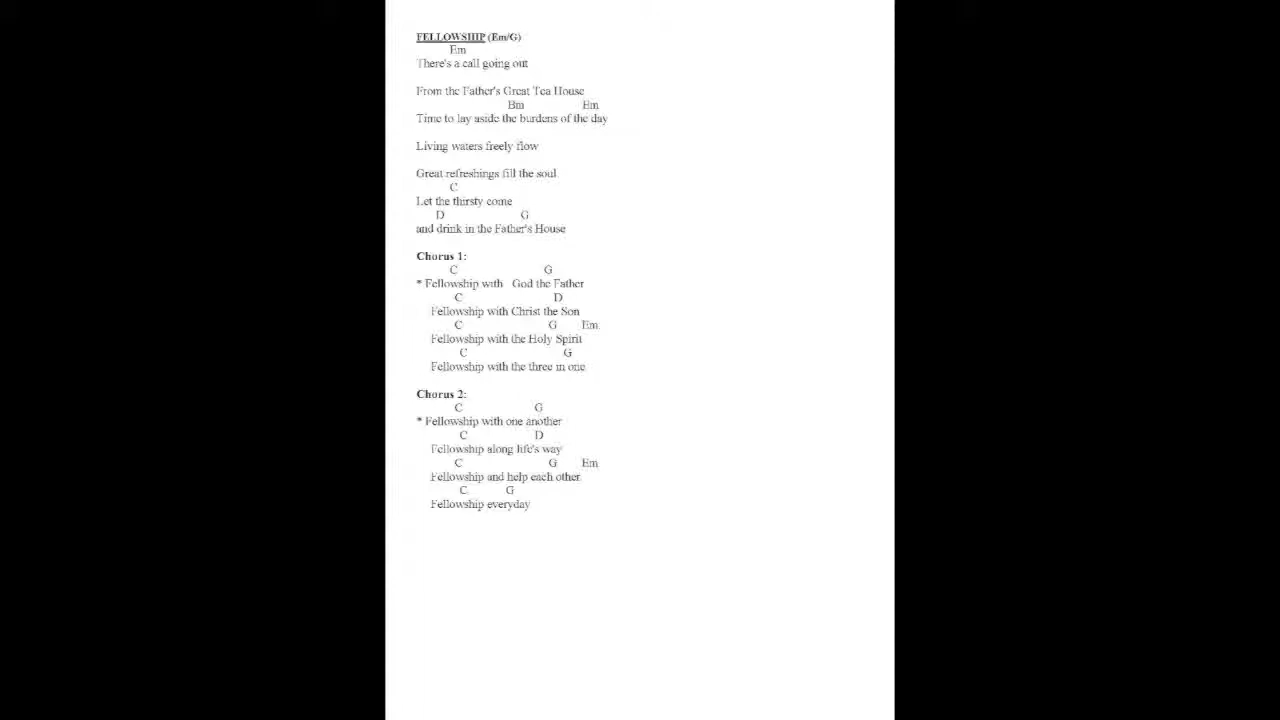 FELLOWSHIP (Em/G)
Em
There's a call going out
From the Father's Great Tea House
Bm Em
Time to lay aside the burdens of the day
Living waters freely flow
Great refreshings fill the soul
C
Let the thirsty come
D G
and drink in the Father's House
Chorus 1:
C G
* Fellowship with God the Father
C D
Fellowship with Christ the Son
C G Em
Fellowship with the Holy Spirit
C G
Fellowship with the three in one
Chorus 2:
C G
* Fellowship with one another
C D
Fellowship along life's way
C G Em
Fellowship and help each other
C G
Fellowship everyday